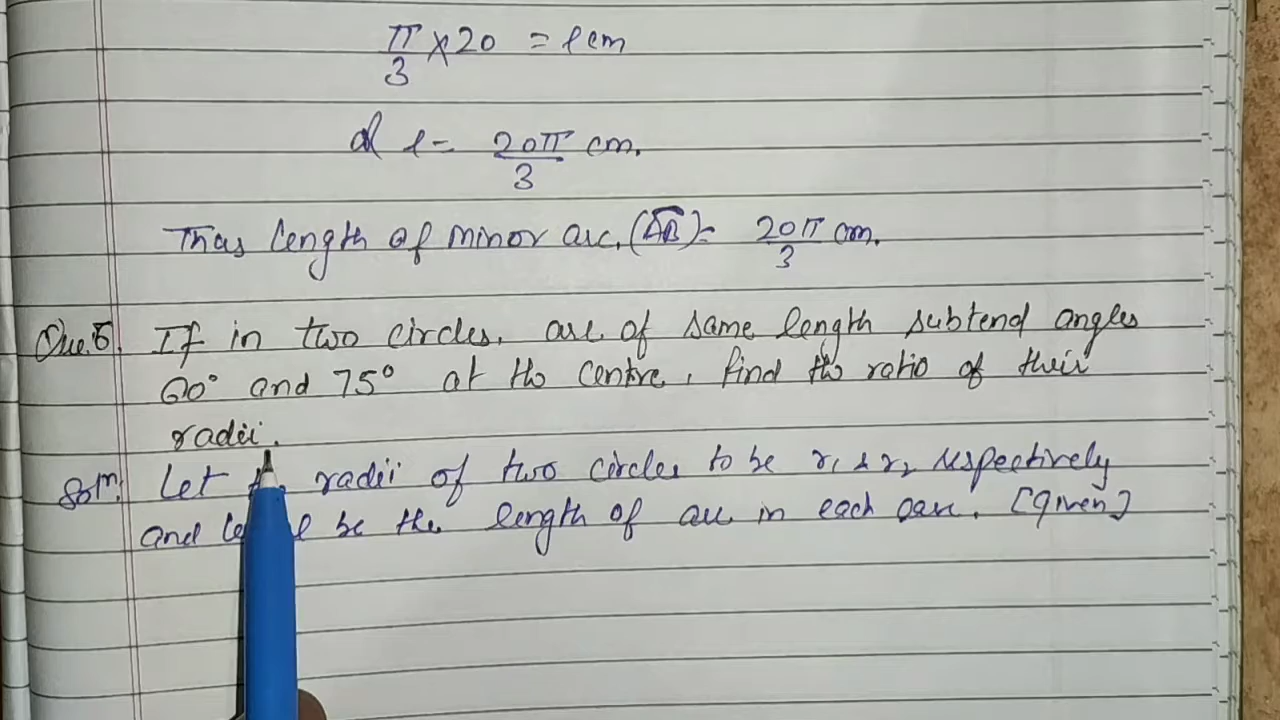 π/3 × 20 = l cm
l = 20π/3 cm.
Thus length of minor arc, (AB) = 20π/3 cm.
Que.5. If in two circles, arc of same length subtend angles
60° and 75° at the centre, find the ratio of their
radii.
Solⁿ. Let radii of two circles to be r₁ & r₂ respectively
and l be the length of arc in each case. [given]